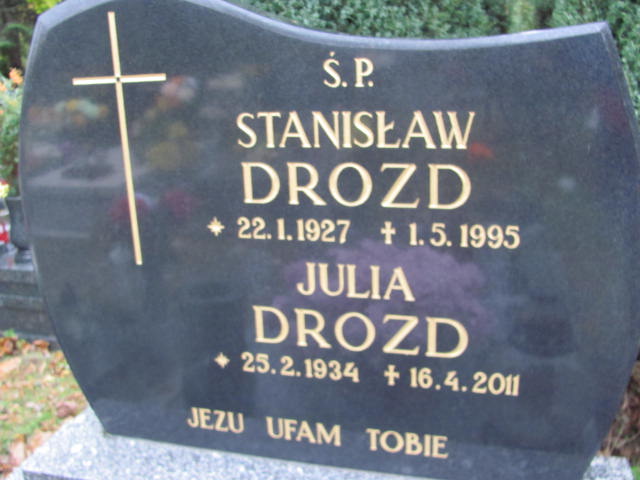 Ś.P.
STANISŁAW
DROZD
* 22.1.1927 ✝ 1.5.1995
JULIA
DROZD
* 25.2.1934 ✝ 16.4.2011
JEZU UFAM TOBIE